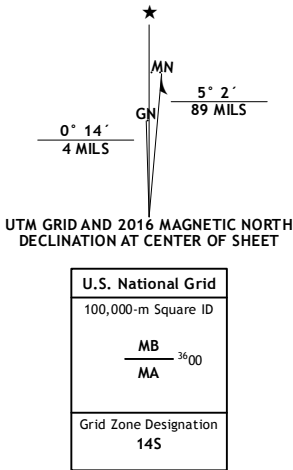 ★
MN
GN
5° 2´
89 MILS
0° 14´
4 MILS
UTM GRID AND 2016 MAGNETIC NORTH
DECLINATION AT CENTER OF SHEET
U.S. National Grid
100,000-m Square ID
MB
³⁶00
MA
Grid Zone Designation
14S